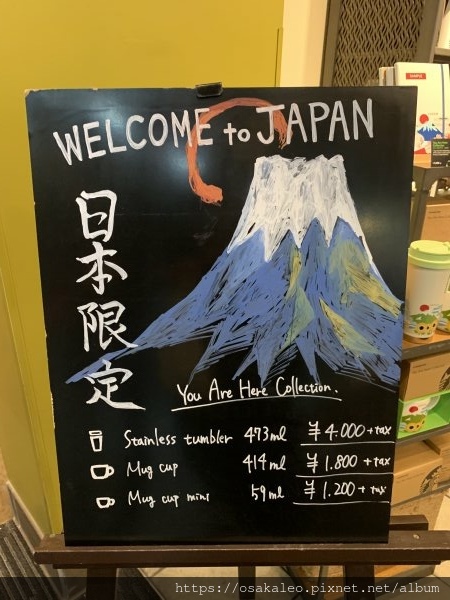 WELCOME to JAPAN
日本限定
You Are Here Collection.
Stainless tumbler 473ml ¥4.000+tax
Mug cup 414ml ¥1.800+tax
Mug cup mini 59ml ¥1.200+tax
https://osakaleo.pixnet.net/album